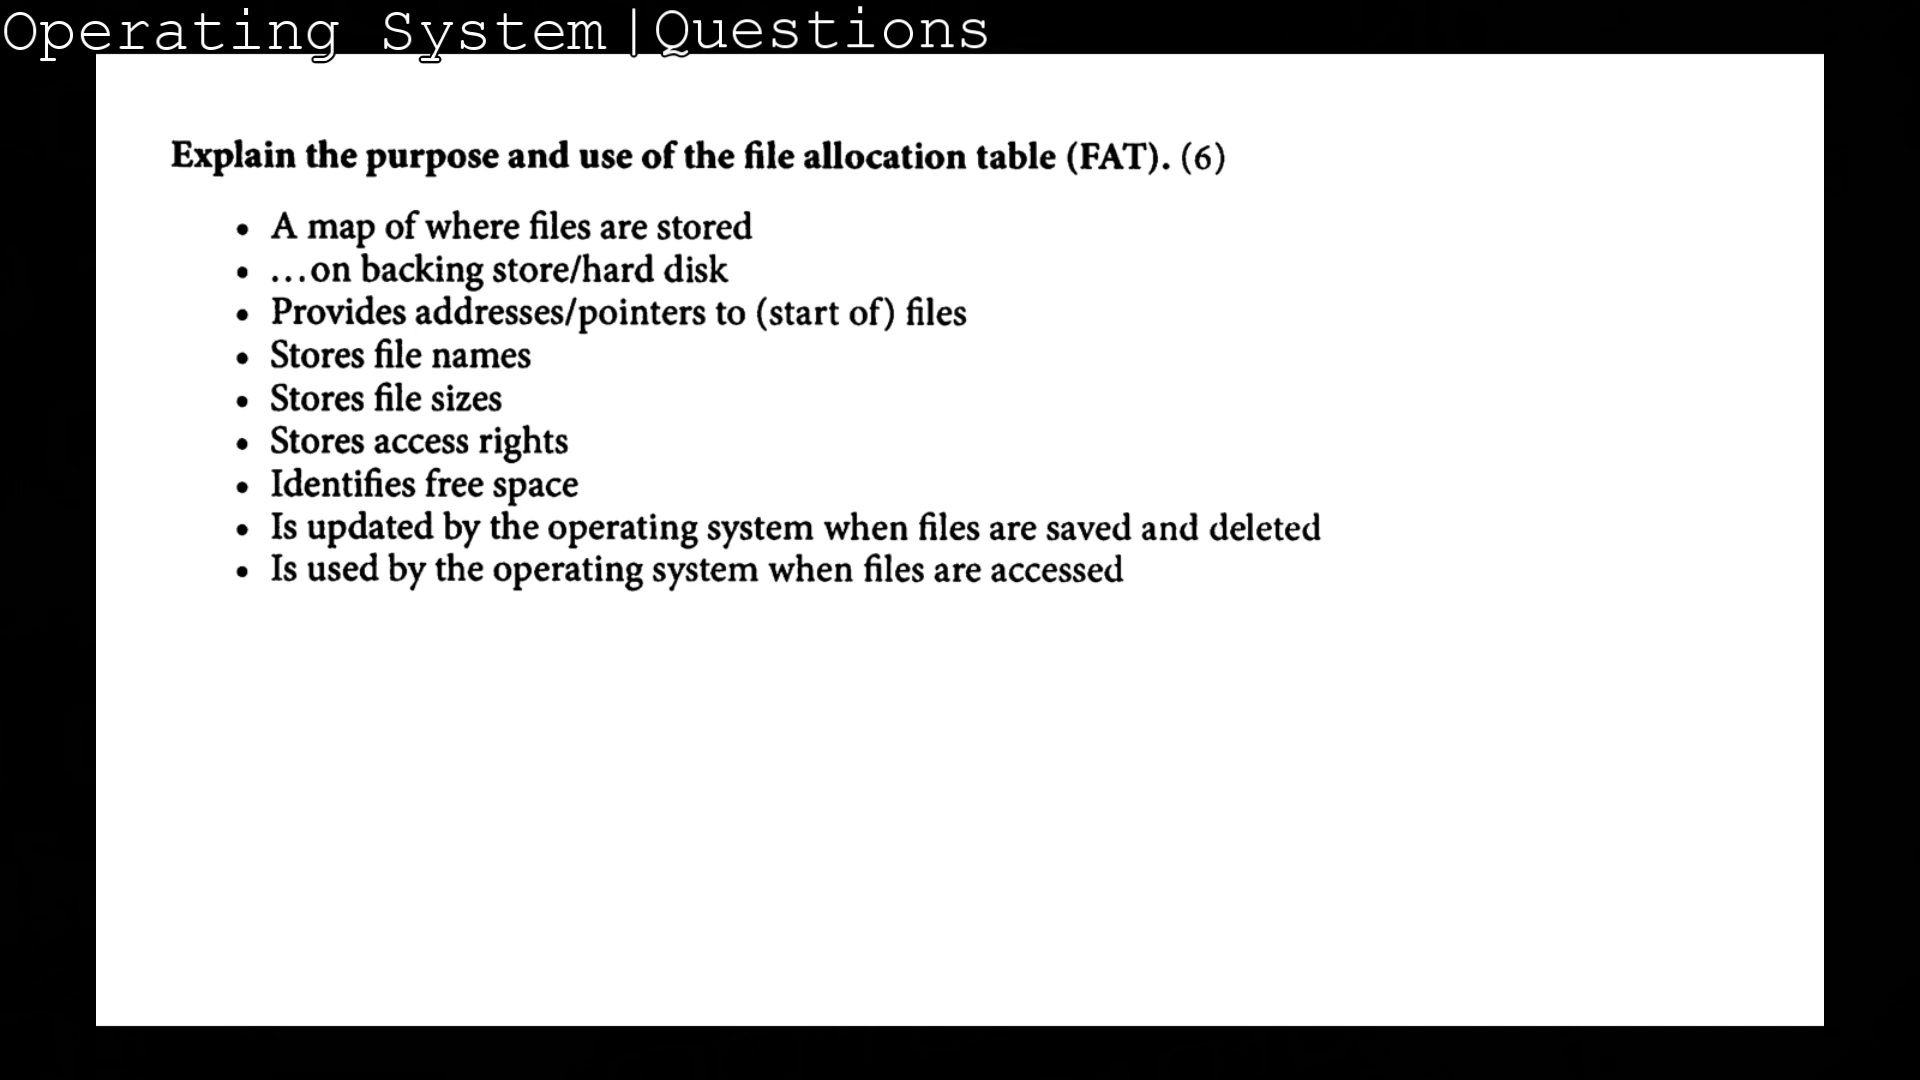 Operating System|Questions
Explain the purpose and use of the file allocation table (FAT). (6)
• A map of where files are stored
• …on backing store/hard disk
• Provides addresses/pointers to (start of) files
• Stores file names
• Stores file sizes
• Stores access rights
• Identifies free space
• Is updated by the operating system when files are saved and deleted
• Is used by the operating system when files are accessed